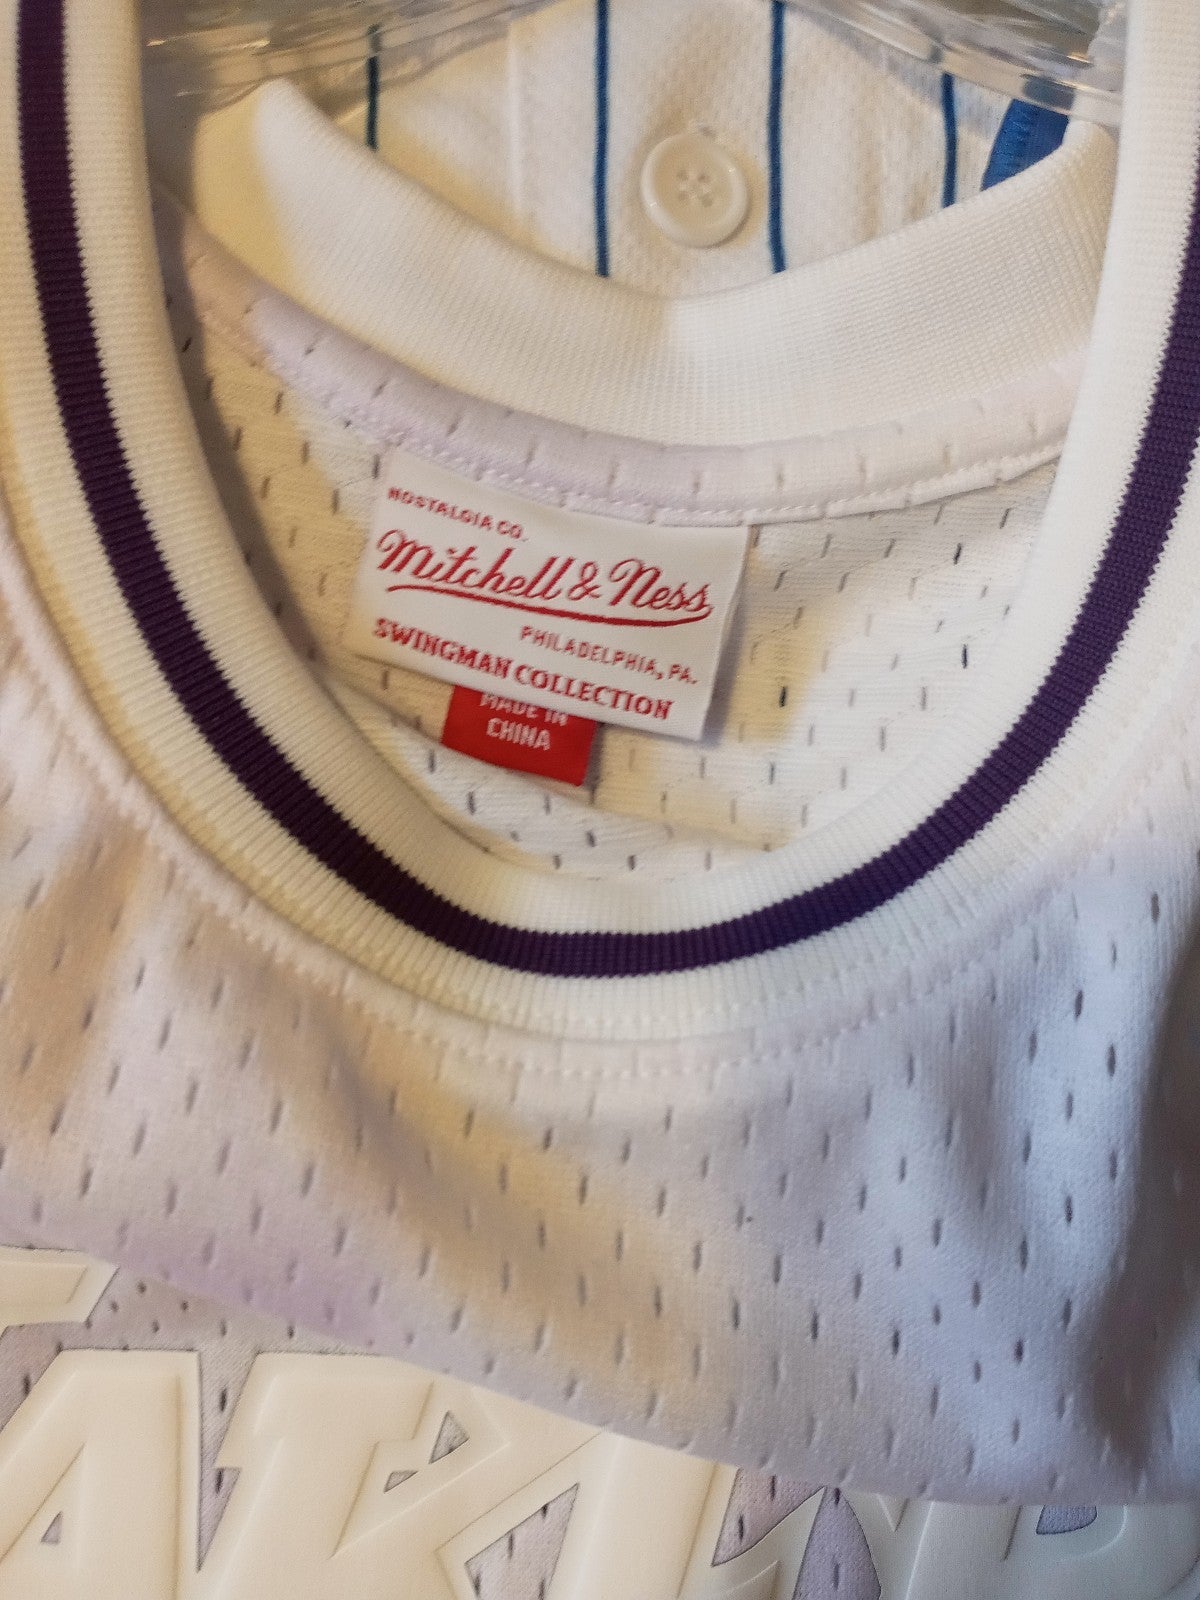 NOSTALGIA CO.
Mitchell & Ness
PHILADELPHIA, PA.
SWINGMAN COLLECTION
MADE IN
CHINA